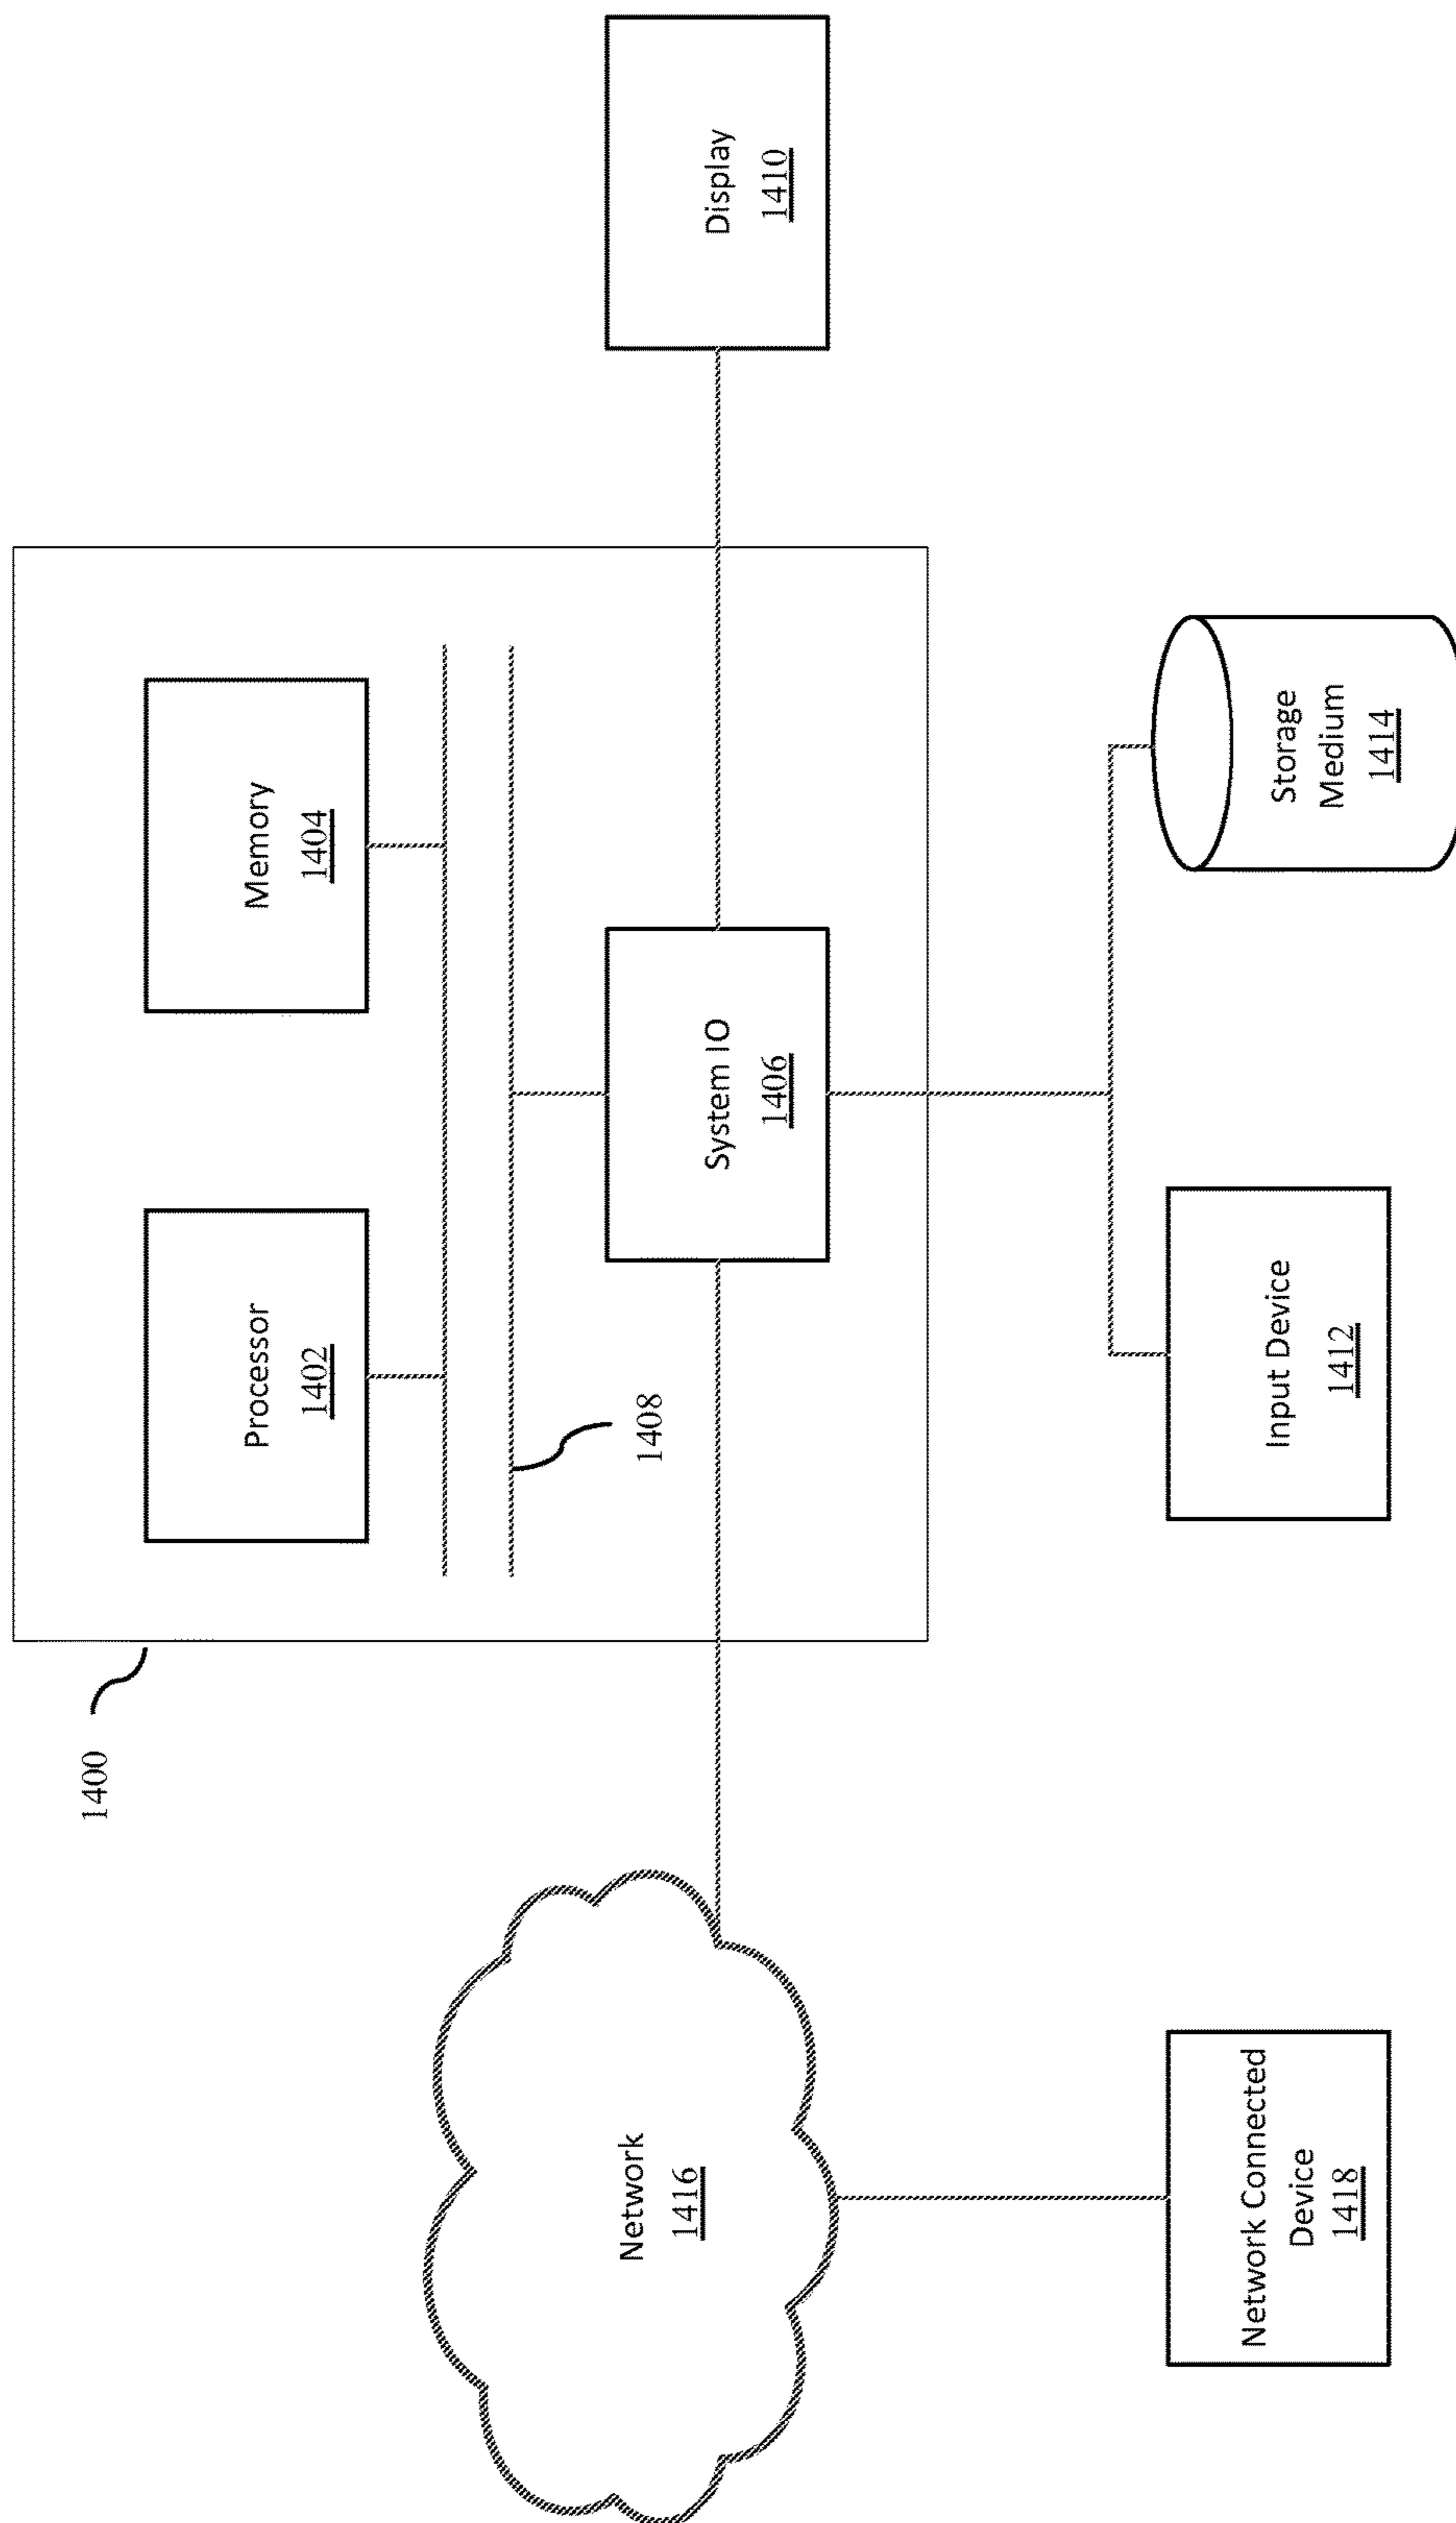 1400
Processor
1402
Memory
1404
1408
System IO
1406
Display
1410
Network
1416
Network Connected
Device
1418
Input Device
1412
Storage
Medium
1414